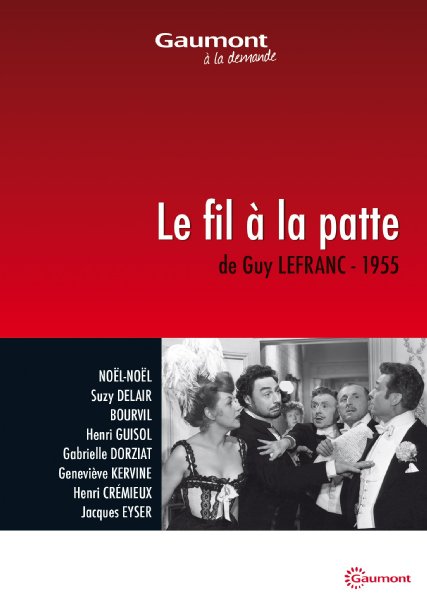 Gaumont
à la demande
Le fil à la patte
de Guy LEFRANC - 1955
NOËL-NOËL
Suzy DELAIR
BOURVIL
Henri GUISOL
Gabrielle DORZIAT
Geneviève KERVINE
Henri CRÉMIEUX
Jacques EYSER
Gaumont